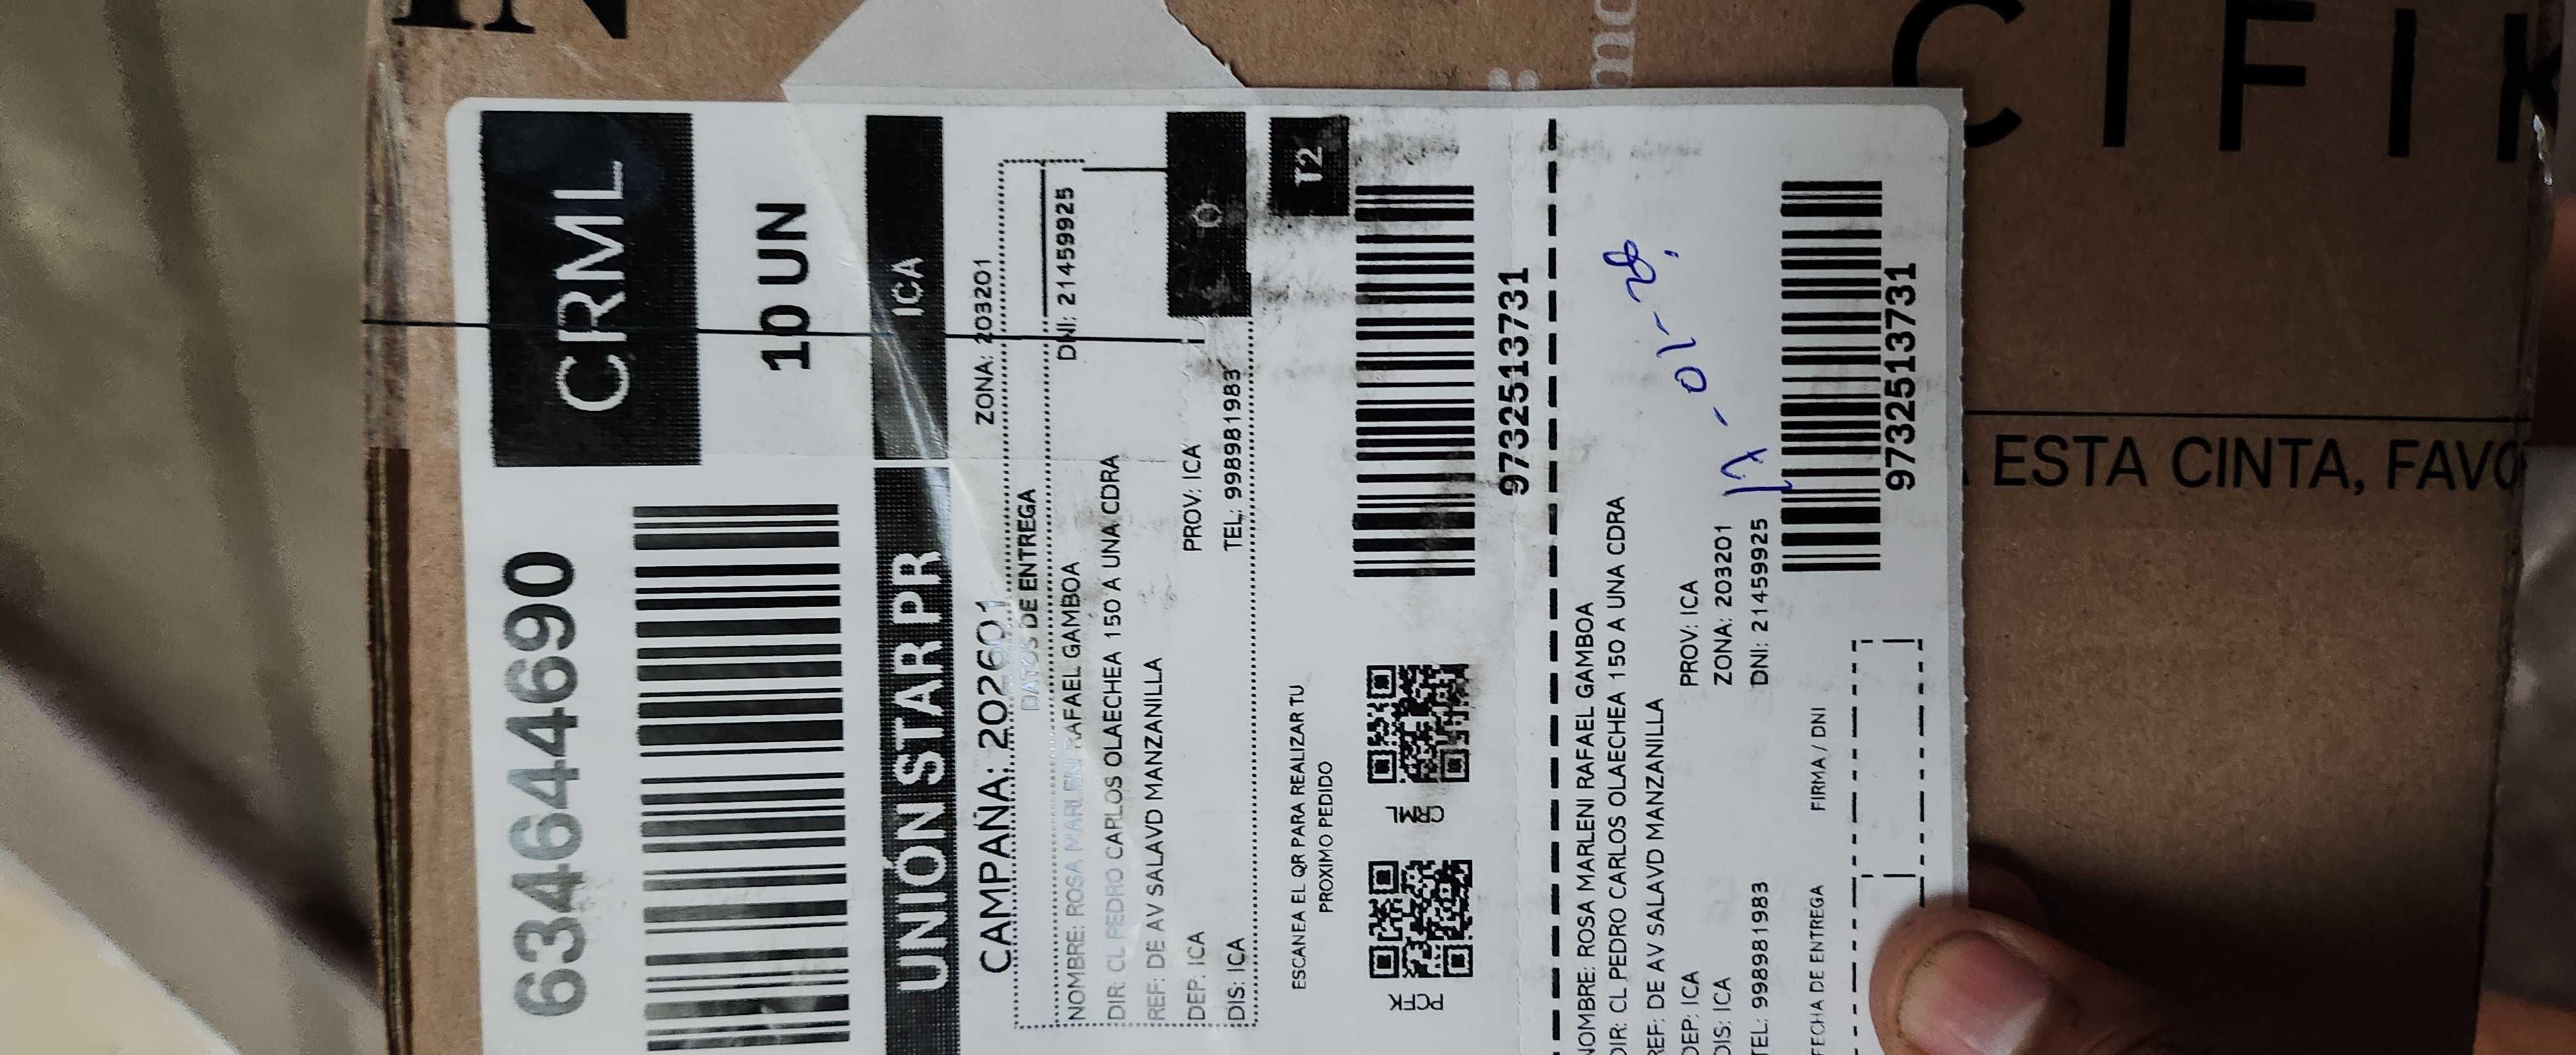 CRML
6346444690
10 UN
UNIÓN STARPR ICA
CAMPAÑA: 202601 ZONA: 203201
DATOS DE ENTREGA
NOMBRE: ROSA MARLENI RAFAEL GAMBOA DNI: 21459925
DIR: CL PEDRO CARLOS OLAECHEA 150 A UNA CDRA
REF: DE AV SALAVD MANZANILLA
DEP: ICA PROV: ICA
DIS: ICA TEL: 998981983
ESCANEA EL QR PARA REALIZAR TU
PROXIMO PEDIDO
T2
9732513731
NOMBRE: ROSA MARLENI RAFAEL GAMBOA
DIR: CL PEDRO CARLOS OLAECHEA 150 A UNA CDRA
REF: DE AV SALAVD MANZANILLA
DEP: ICA PROV: ICA
DIS: ICA ZONA: 203201
TEL: 998981983 DNI: 21459925
FECHA DE ENTREGA FIRMA / DNI
9732513731
CIFIK
ESTA CINTA, FAVO